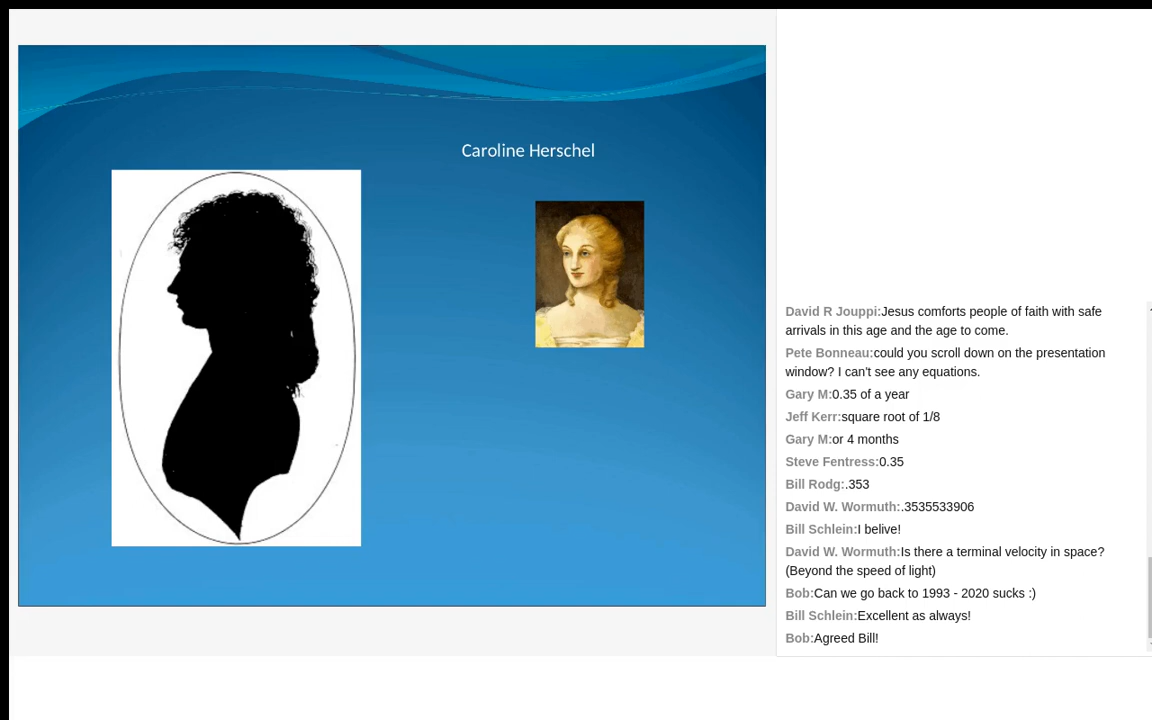 Caroline Herschel
David R Jouppi:Jesus comforts people of faith with safe
arrivals in this age and the age to come.
Pete Bonneau:could you scroll down on the presentation
window? I can't see any equations.
Gary M:0.35 of a year
Jeff Kerr:square root of 1/8
Gary M:or 4 months
Steve Fentress:0.35
Bill Rodg:.353
David W. Wormuth:.3535533906
Bill Schlein:I belive!
David W. Wormuth:Is there a terminal velocity in space?
(Beyond the speed of light)
Bob:Can we go back to 1993 - 2020 sucks :)
Bill Schlein:Excellent as always!
Bob:Agreed Bill!